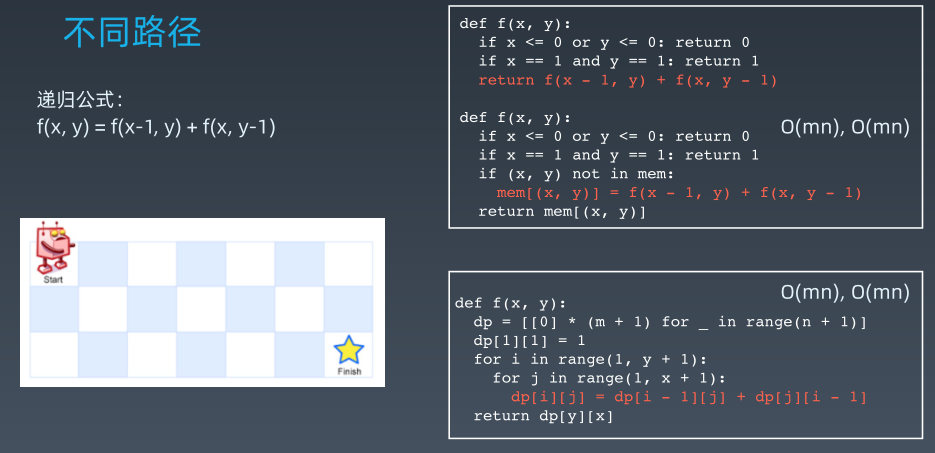 不同路径
递归公式：
f(x, y) = f(x-1, y) + f(x, y-1)
Start
Finish
def f(x, y):
  if x <= 0 or y <= 0: return 0
  if x == 1 and y == 1: return 1
  return f(x - 1, y) + f(x, y - 1)
def f(x, y):
O(mn), O(mn)
  if x <= 0 or y <= 0: return 0
  if x == 1 and y == 1: return 1
  if (x, y) not in mem:
    mem[(x, y)] = f(x - 1, y) + f(x, y - 1)
  return mem[(x, y)]
O(mn), O(mn)
def f(x, y):
  dp = [[0] * (m + 1) for _ in range(n + 1)]
  dp[1][1] = 1
  for i in range(1, y + 1):
    for j in range(1, x + 1):
      dp[i][j] = dp[i - 1][j] + dp[j][i - 1]
  return dp[y][x]